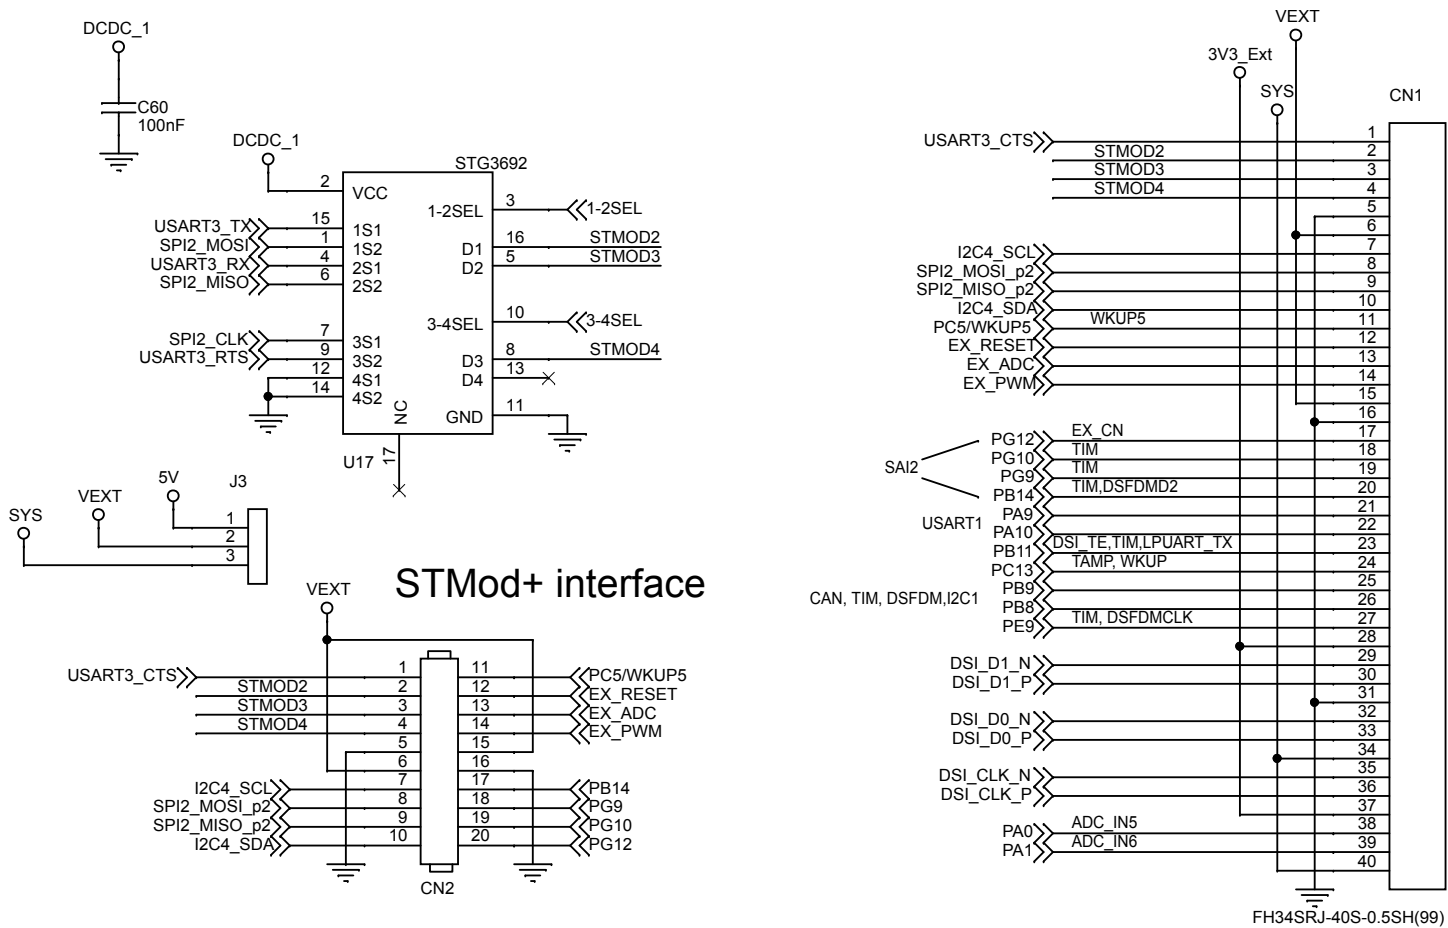 DCDC_1
C60
100nF
DCDC_1
STG3692
2
VCC
3
1-2SEL
1-2SEL
USART3_TX
15
1S1
SPI2_MOSI
1
1S2
D1
16
STMOD2
USART3_RX
4
2S1
D2
5
STMOD3
SPI2_MISO
6
2S2
3-4SEL
10
3-4SEL
SPI2_CLK
7
3S1
USART3_RTS
9
3S2
D3
8
STMOD4
12
4S1
D4
13
14
4S2
NC
GND
11
U17
17
5V
J3
VEXT
SYS
1
2
3
STMod+ interface
VEXT
USART3_CTS
1
11
PC5/WKUP5
STMOD2
2
12
EX_RESET
STMOD3
3
13
EX_ADC
STMOD4
4
14
EX_PWM
5
15
6
16
I2C4_SCL
7
17
PB14
SPI2_MOSI_p2
8
18
PG9
SPI2_MISO_p2
9
19
PG10
I2C4_SDA
10
20
PG12
CN2
VEXT
3V3_Ext
SYS
CN1
USART3_CTS
1
STMOD2
2
STMOD3
3
STMOD4
4
5
6
I2C4_SCL
7
SPI2_MOSI_p2
8
SPI2_MISO_p2
9
I2C4_SDA
10
PC5/WKUP5
WKUP5
11
EX_RESET
12
EX_ADC
13
EX_PWM
14
15
16
SAI2
PG12
EX_CN
17
PG10
TIM
18
PG9
TIM
19
PB14
TIM,DSFDMD2
20
USART1
PA9
21
PA10
22
PB11
DSI_TE,TIM,LPUART_TX
23
PC13
TAMP, WKUP
24
CAN, TIM, DSFDM,I2C1
PB9
25
PB8
26
PE9
TIM, DSFDMCLK
27
28
DSI_D1_N
29
DSI_D1_P
30
31
DSI_D0_N
32
DSI_D0_P
33
34
DSI_CLK_N
35
DSI_CLK_P
36
37
PA0
ADC_IN5
38
PA1
ADC_IN6
39
40
FH34SRJ-40S-0.5SH(99)